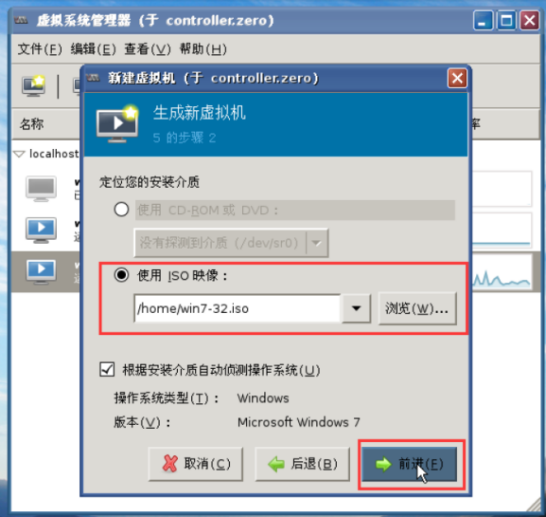 虚拟系统管理器（于 controller.zero）
文件(F) 编辑(E) 查看(V) 帮助(H)
新建虚拟机（于 controller.zero）
生成新虚拟机
5 的步骤 2
名称
率
localhost
定位您的安装介质
使用 CD-ROM 或 DVD：
没有探测到介质（/dev/sr0）
使用 ISO 映像：
/home/win7-32.iso
浏览(W)...
根据安装介质自动侦测操作系统(U)
操作系统类型(T)： Windows
版本(V)： Microsoft Windows 7
取消(C) 后退(B) 前进(F)